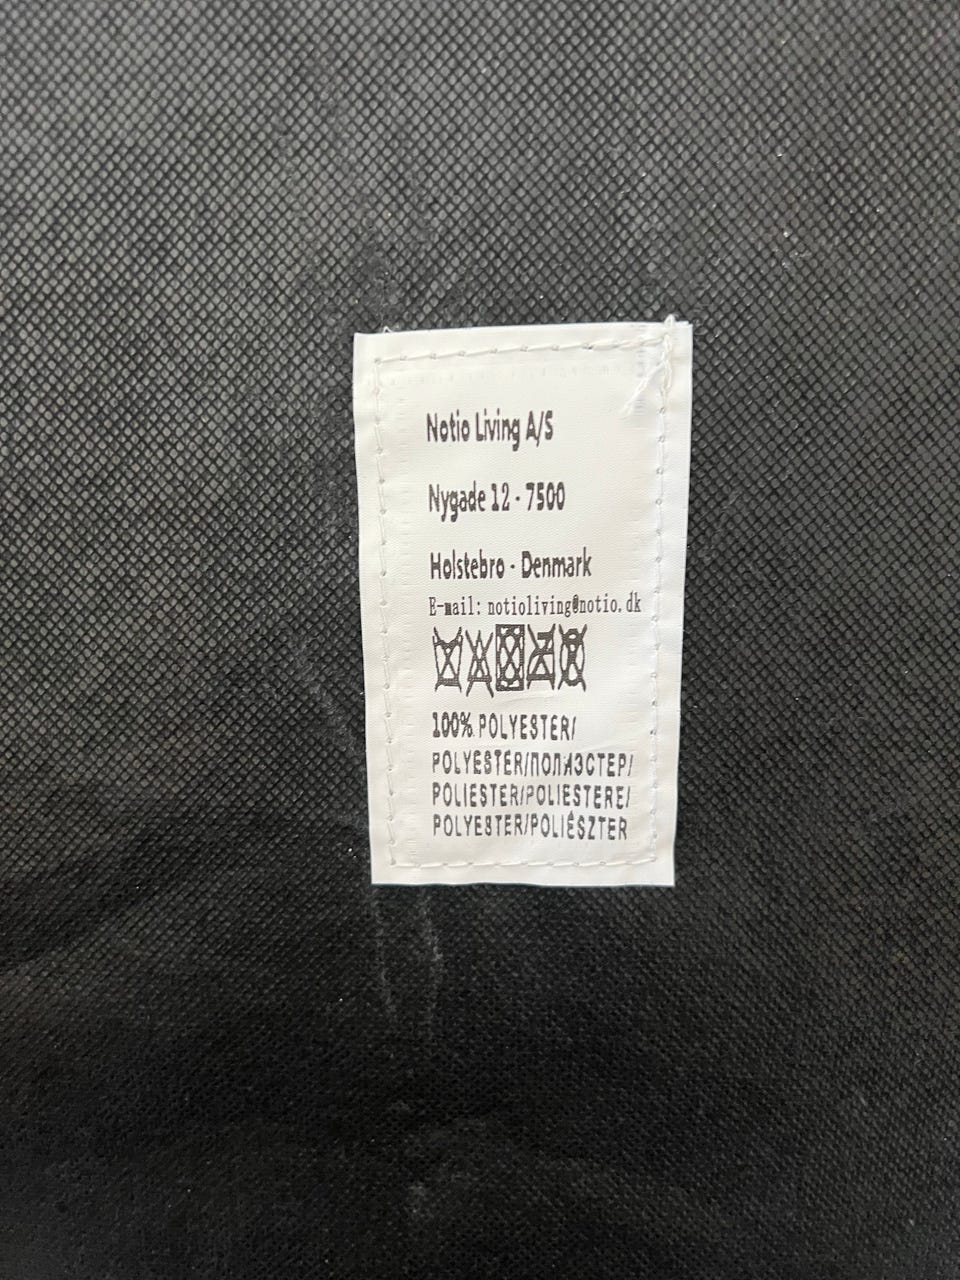 Notio Living A/S
Nygade 12 - 7500
Holstebro - Denmark
E-mail: notioliving@notio.dk
100% POLYESTER/
POLYESTER/ПОЛИЭСТЕР/
POLIESTER/POLIESTERE/
POLYESTER/POLIÉSZTER